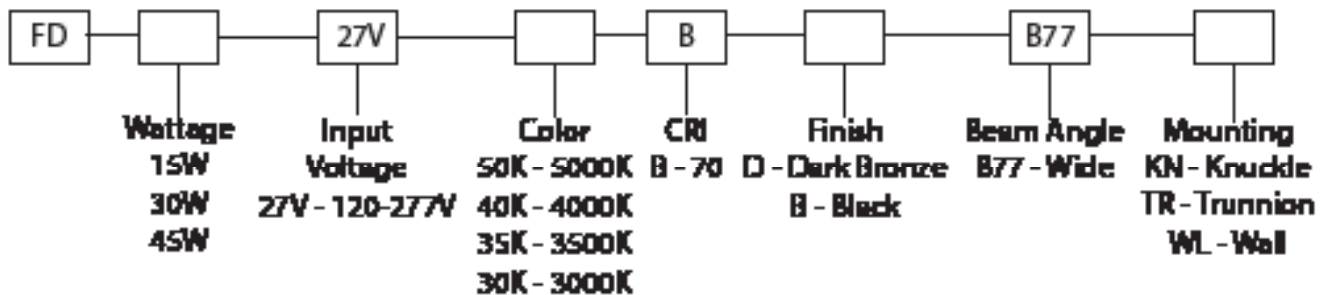 FD 27V B B77
Wattage Input Color CRI Finish Beam Angle Mounting
15W Voltage 50K - 5000K B - 70 D - Dark Bronze B77 - Wide KN - Knuckle
30W 27V - 120-277V 40K - 4000K B - Black TR - Trunnion
45W 35K - 3500K WL - Wall
30K - 3000K